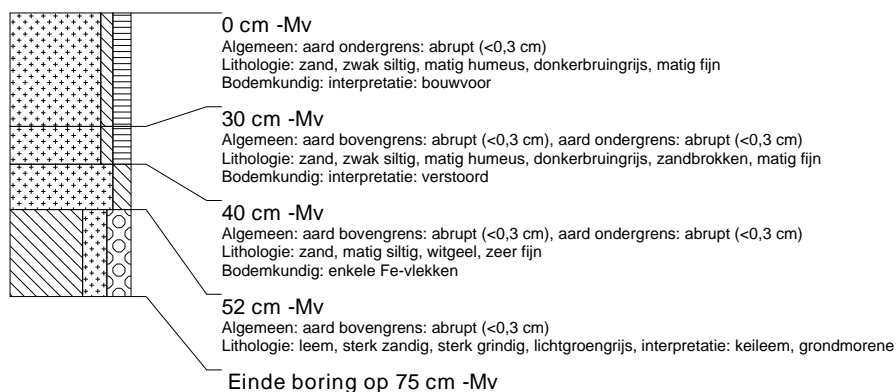 0 cm -Mv
Algemeen: aard ondergrens: abrupt (<0,3 cm)
Lithologie: zand, zwak siltig, matig humeus, donkerbruingrijs, matig fijn
Bodemkundig: interpretatie: bouwvoor
30 cm -Mv
Algemeen: aard bovengrens: abrupt (<0,3 cm), aard ondergrens: abrupt (<0,3 cm)
Lithologie: zand, zwak siltig, matig humeus, donkerbruingrijs, zandbrokken, matig fijn
Bodemkundig: interpretatie: verstoord
40 cm -Mv
Algemeen: aard bovengrens: abrupt (<0,3 cm), aard ondergrens: abrupt (<0,3 cm)
Lithologie: zand, matig siltig, witgeel, zeer fijn
Bodemkundig: enkele Fe-vlekken
52 cm -Mv
Algemeen: aard bovengrens: abrupt (<0,3 cm)
Lithologie: leem, sterk zandig, sterk grindig, lichtgroengrijs, interpretatie: keileem, grondmorene
Einde boring op 75 cm -Mv